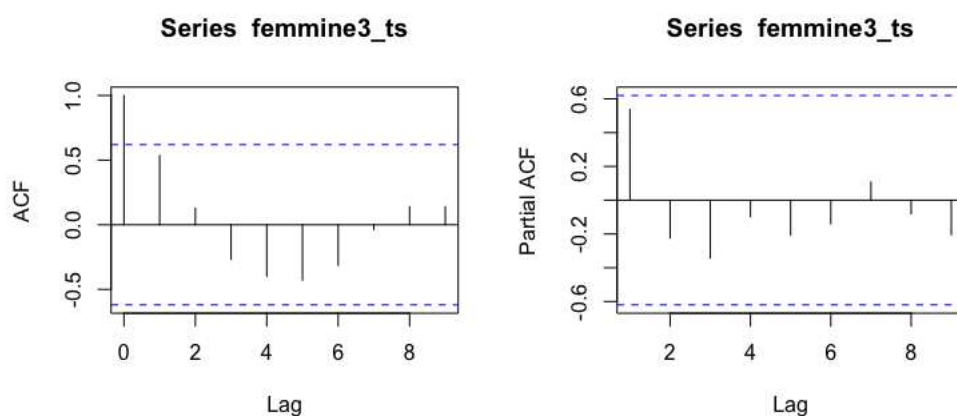 Series femmine3_ts
ACF
1.0
0.5
0.0
-0.5
0 2 4 6 8
Lag
Series femmine3_ts
Partial ACF
0.6
0.2
-0.2
-0.6
2 4 6 8
Lag